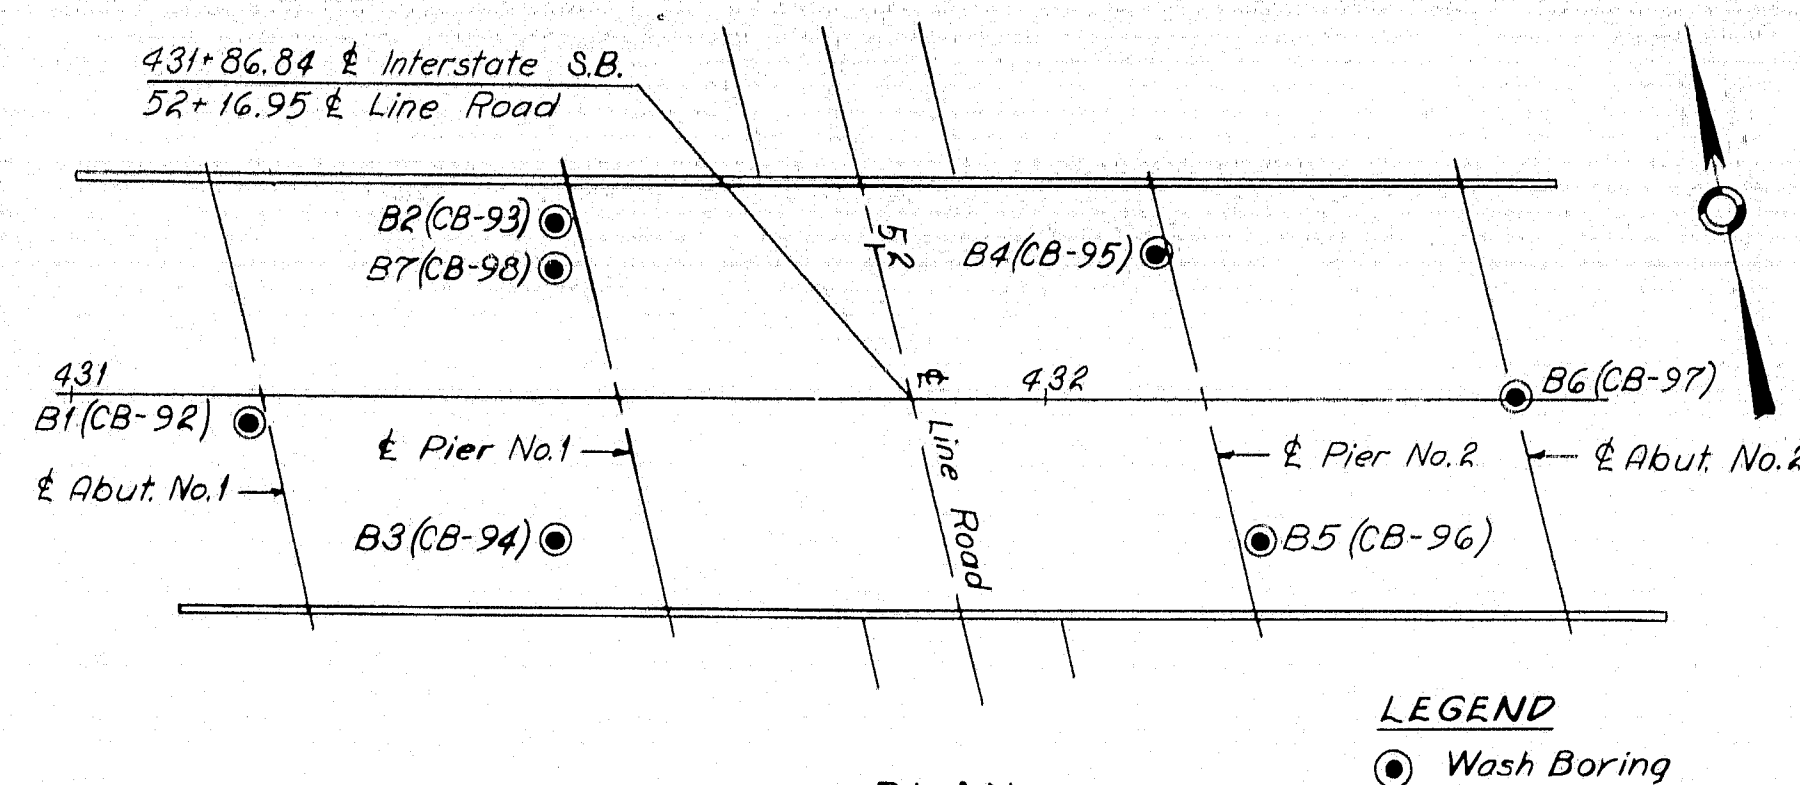 431+86.84 ℄ Interstate S.B.
52+16.95 ℄ Line Road
B2(CB-93)
B7(CB-98)
52
B4(CB-95)
431
℄ Line Road
432
B6(CB-97)
B1(CB-92)
℄ Pier No.1
℄ Pier No.2
℄ Abut. No.2
℄ Abut. No.1
B3(CB-94)
B5(CB-96)
LEGEND
Wash Boring